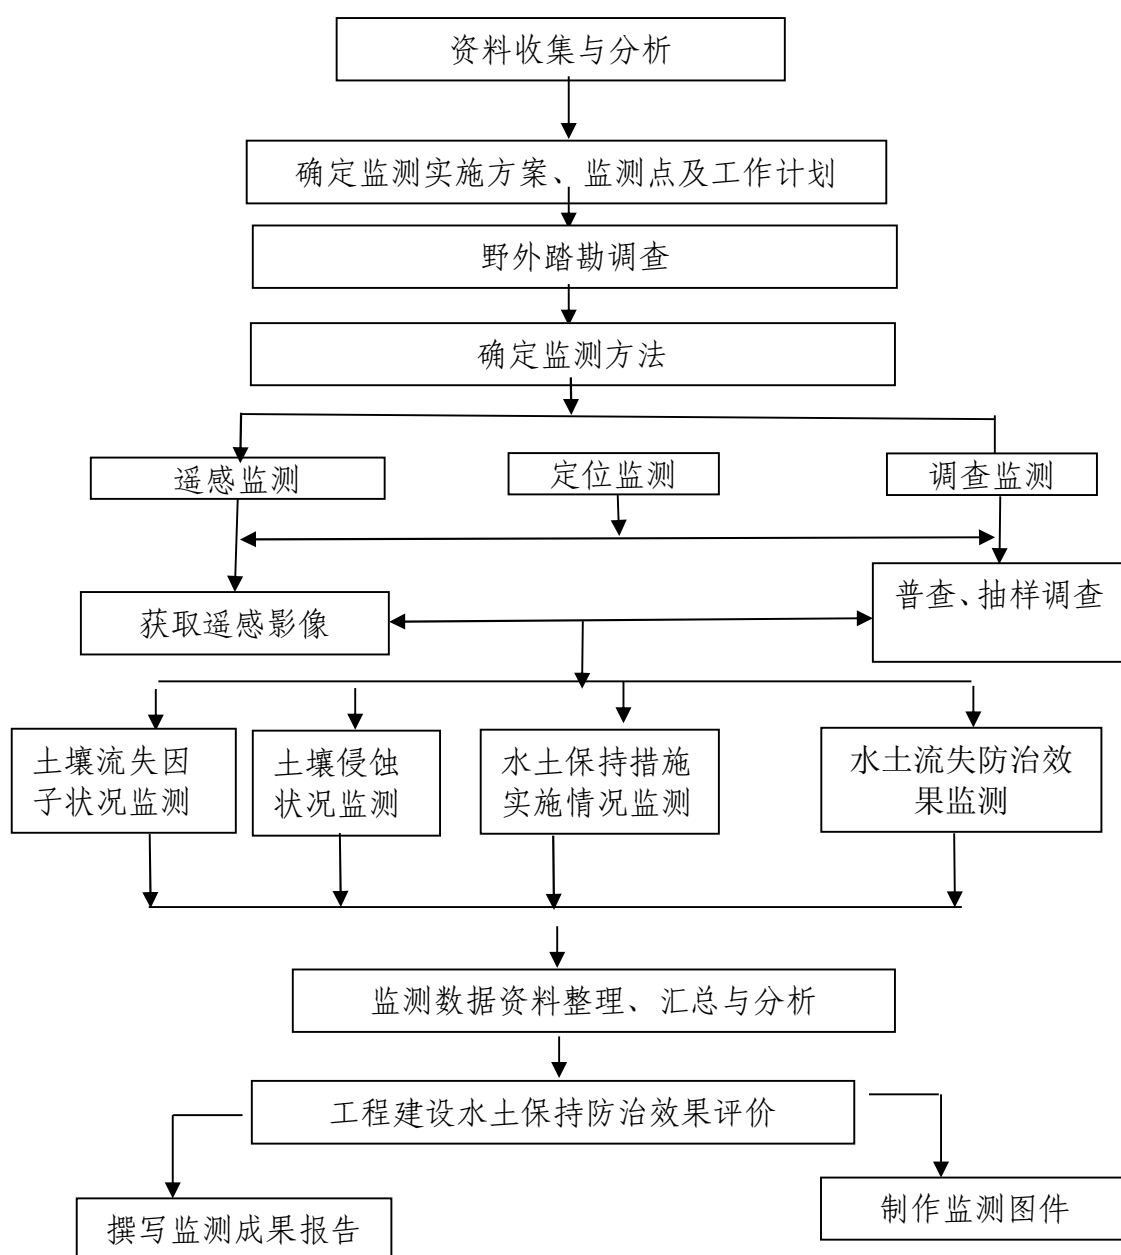 资料收集与分析
确定监测实施方案、监测点及工作计划
野外踏勘调查
确定监测方法
遥感监测
定位监测
调查监测
获取遥感影像
普查、抽样调查
土壤流失因
子状况监测
土壤侵蚀
状况监测
水土保持措施
实施情况监测
水土流失防治效
果监测
监测数据资料整理、汇总与分析
工程建设水土保持防治效果评价
撰写监测成果报告
制作监测图件